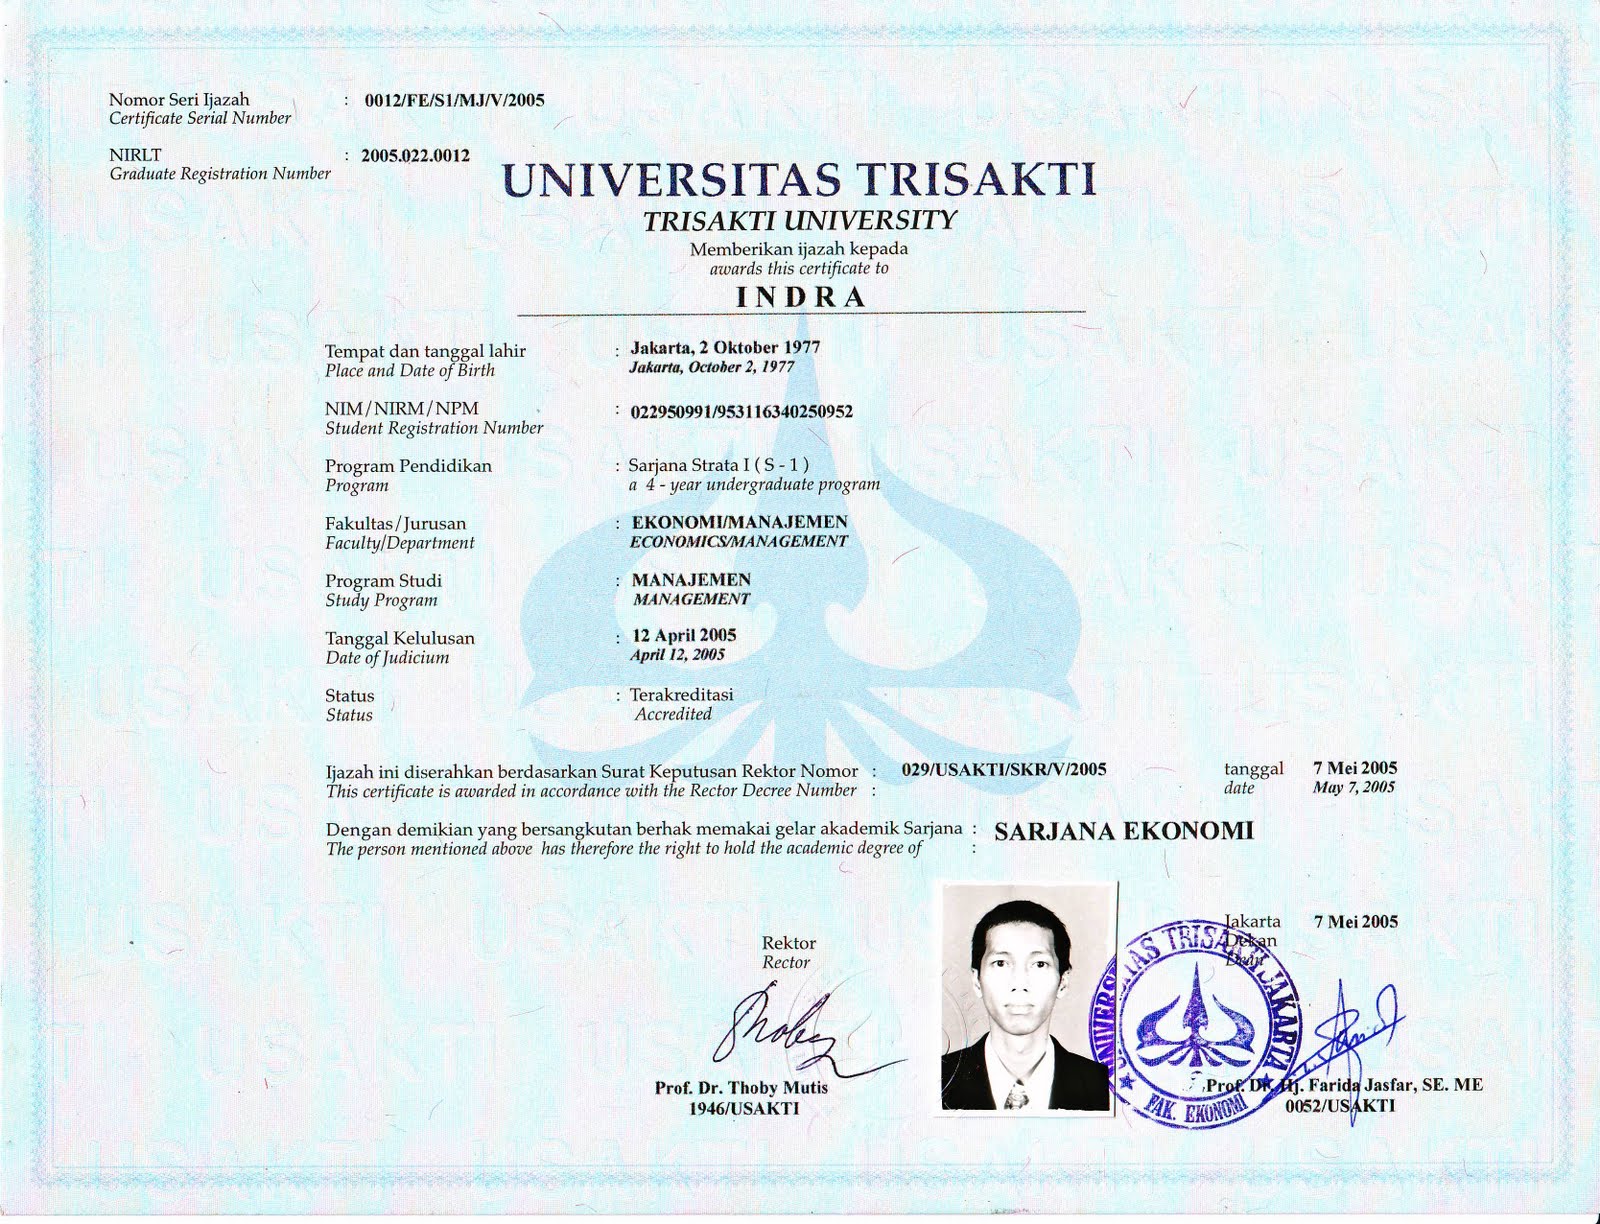 Nomor Seri Ijazah : 0012/FE/S1/MJ/V/2005
Certificate Serial Number
NIRLT : 2005.022.0012
Graduate Registration Number
UNIVERSITAS TRISAKTI
TRISAKTI UNIVERSITY
Memberikan ijazah kepada
awards this certificate to
INDRA
Tempat dan tanggal lahir : Jakarta, 2 Oktober 1977
Place and Date of Birth Jakarta, October 2, 1977
NIM/NIRM/NPM : 022950991/953116340250952
Student Registration Number
Program Pendidikan : Sarjana Strata I ( S - 1 )
Program a 4 - year undergraduate program
Fakultas/Jurusan : EKONOMI/MANAJEMEN
Faculty/Department ECONOMICS/MANAGEMENT
Program Studi : MANAJEMEN
Study Program MANAGEMENT
Tanggal Kelulusan : 12 April 2005
Date of Judicium April 12, 2005
Status : Terakreditasi
Status Accredited
Ijazah ini diserahkan berdasarkan Surat Keputusan Rektor Nomor : 029/USAKTI/SKR/V/2005 tanggal 7 Mei 2005
This certificate is awarded in accordance with the Rector Decree Number : date May 7, 2005
Dengan demikian yang bersangkutan berhak memakai gelar akademik Sarjana : SARJANA EKONOMI
The person mentioned above has therefore the right to hold the academic degree of :
Jakarta 7 Mei 2005
Rektor Dekan
Rector Dean
UNIVERSITAS TRISAKTI JAKARTA
FAK. EKONOMI
Prof. Dr. Thoby Mutis Prof. Dr. Hj. Farida Jasfar, SE. ME
1946/USAKTI 0052/USAKTI